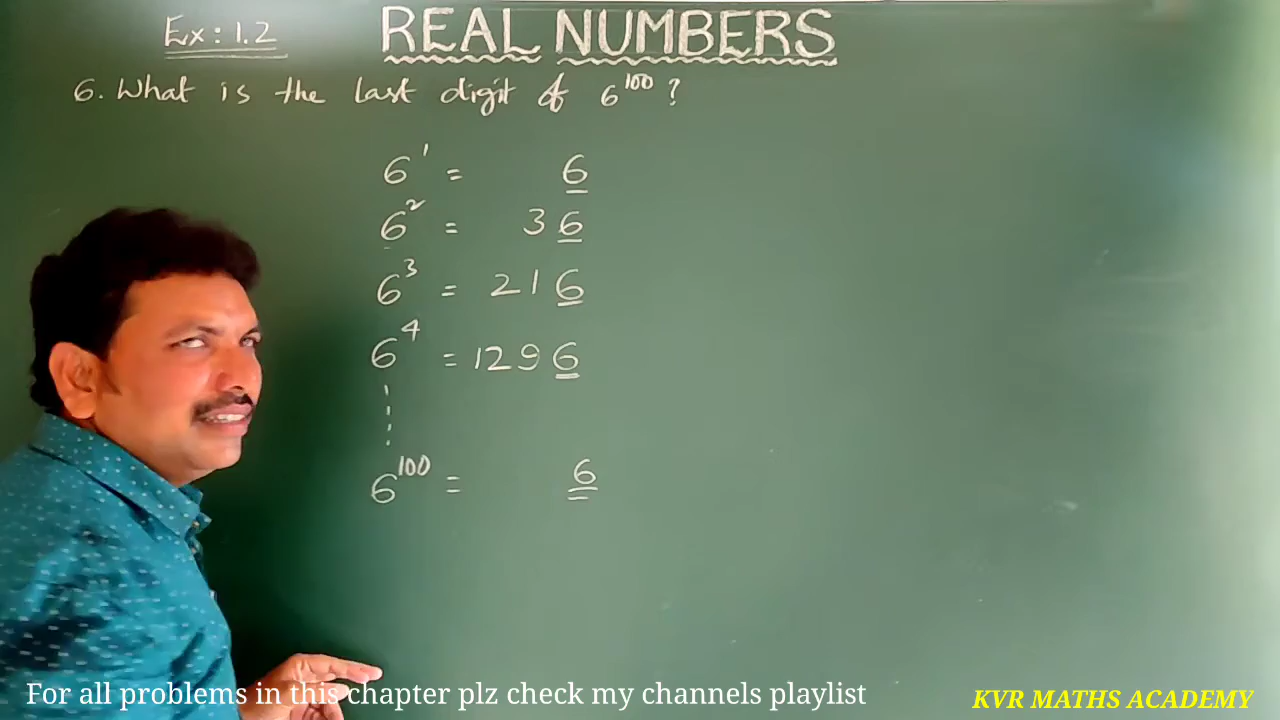 Ex: 1.2
REAL NUMBERS
6. What is the last digit of 6¹⁰⁰ ?
6¹ = 6
6² = 36
6³ = 216
6⁴ = 1296
6¹⁰⁰ = 6
For all problems in this chapter plz check my channels playlist
KVR MATHS ACADEMY